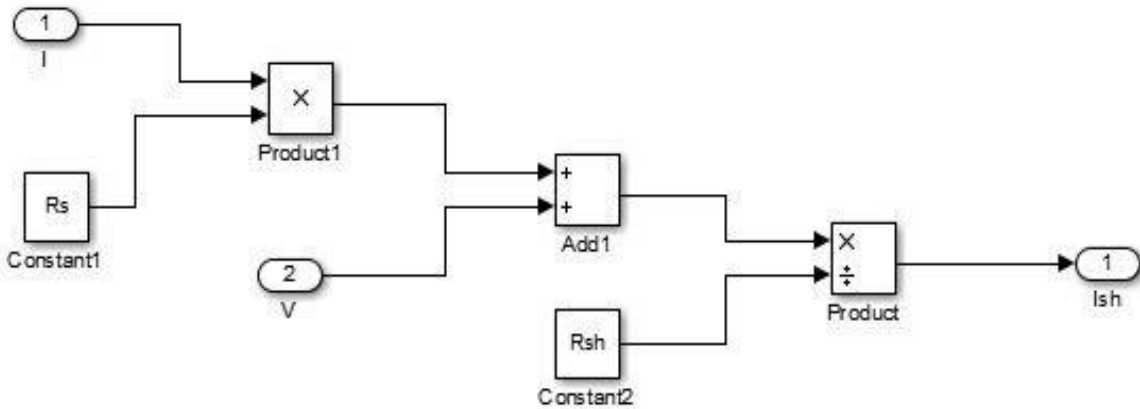 1
I
×
Product1
Rs
Constant1
+
+
Add1
2
V
×
÷
Product
Rsh
Constant2
1
Ish